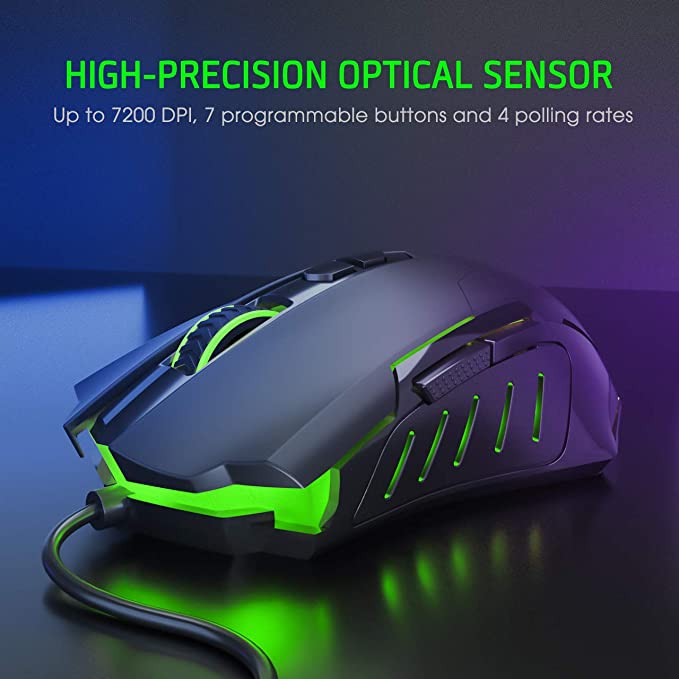 HIGH-PRECISION OPTICAL SENSOR
Up to 7200 DPI, 7 programmable buttons and 4 polling rates